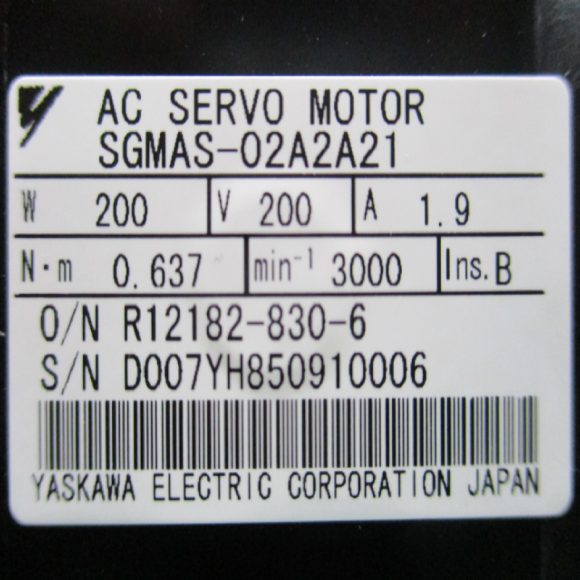 AC SERVO MOTOR
SGMAS-02A2A21
W 200 V 200 A 1.9
N·m 0.637 min⁻¹ 3000 Ins. B
O/N R12182-830-6
S/N D007YH850910006
YASKAWA ELECTRIC CORPORATION JAPAN